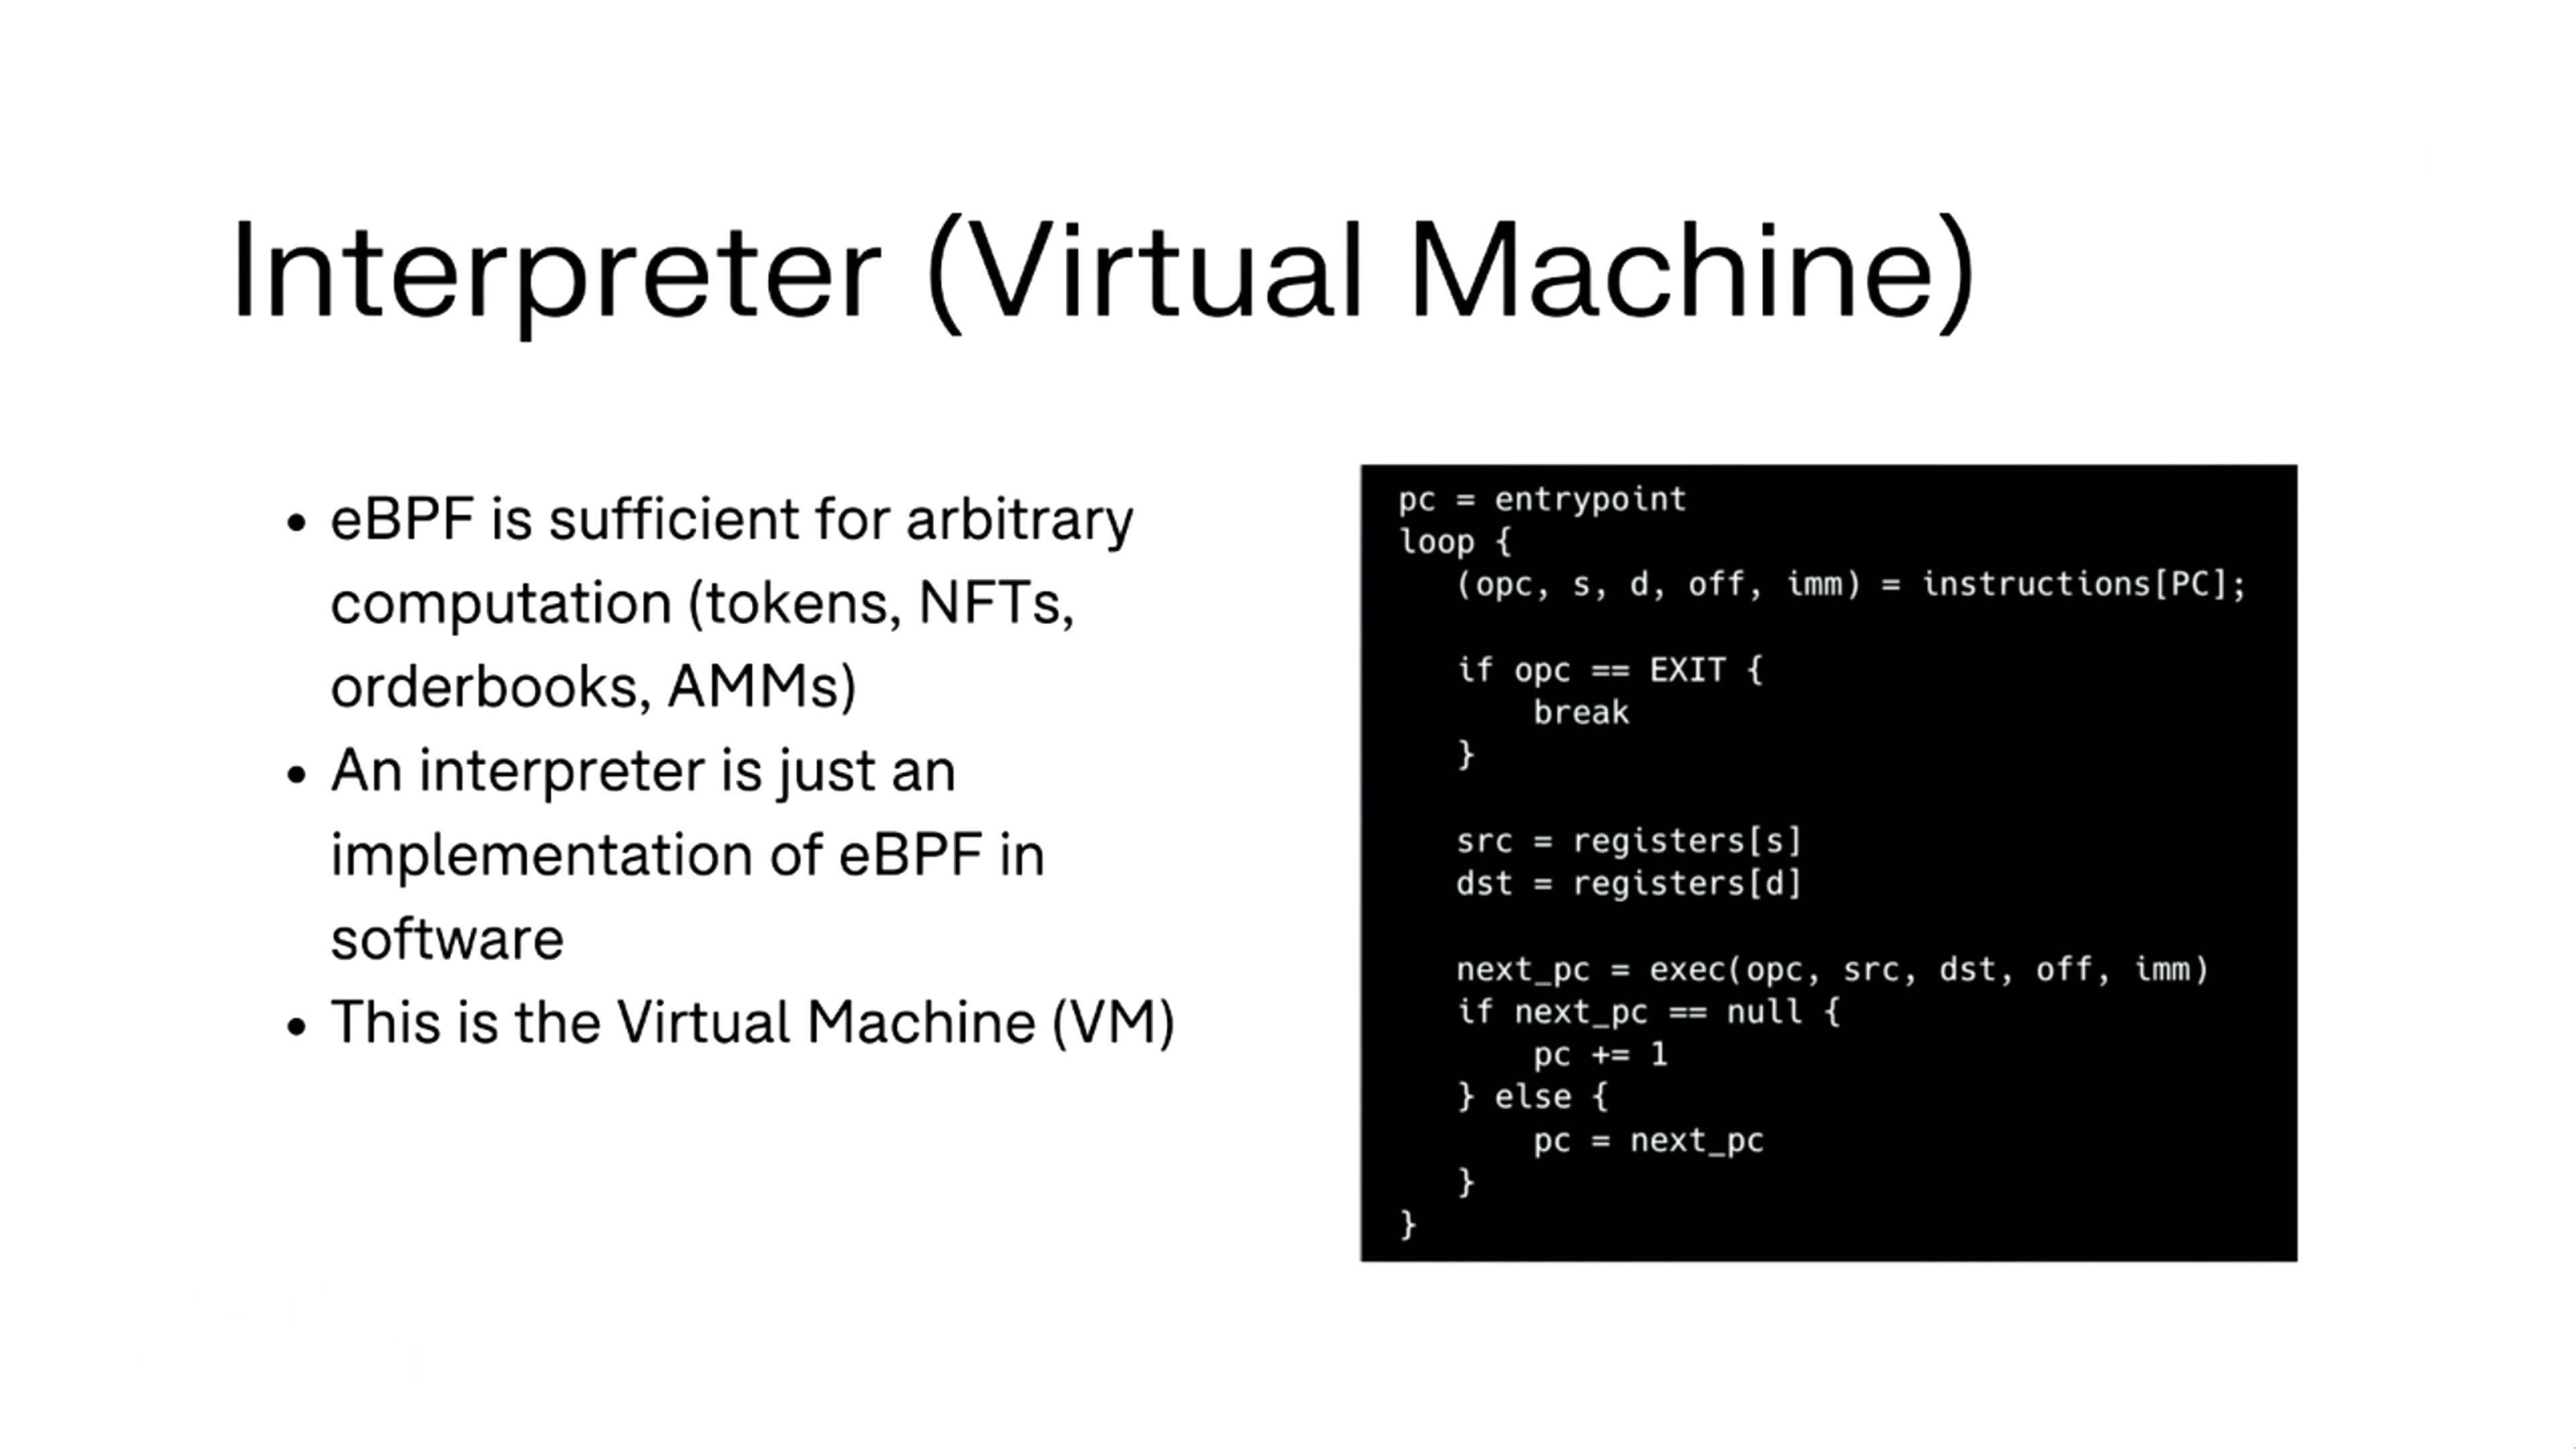 Interpreter (Virtual Machine)
• eBPF is sufficient for arbitrary
computation (tokens, NFTs,
orderbooks, AMMs)
• An interpreter is just an
implementation of eBPF in
software
• This is the Virtual Machine (VM)
pc = entrypoint
loop {
   (opc, s, d, off, imm) = instructions[PC];

   if opc == EXIT {
       break
   }

   src = registers[s]
   dst = registers[d]

   next_pc = exec(opc, src, dst, off, imm)
   if next_pc == null {
       pc += 1
   } else {
       pc = next_pc
   }
}